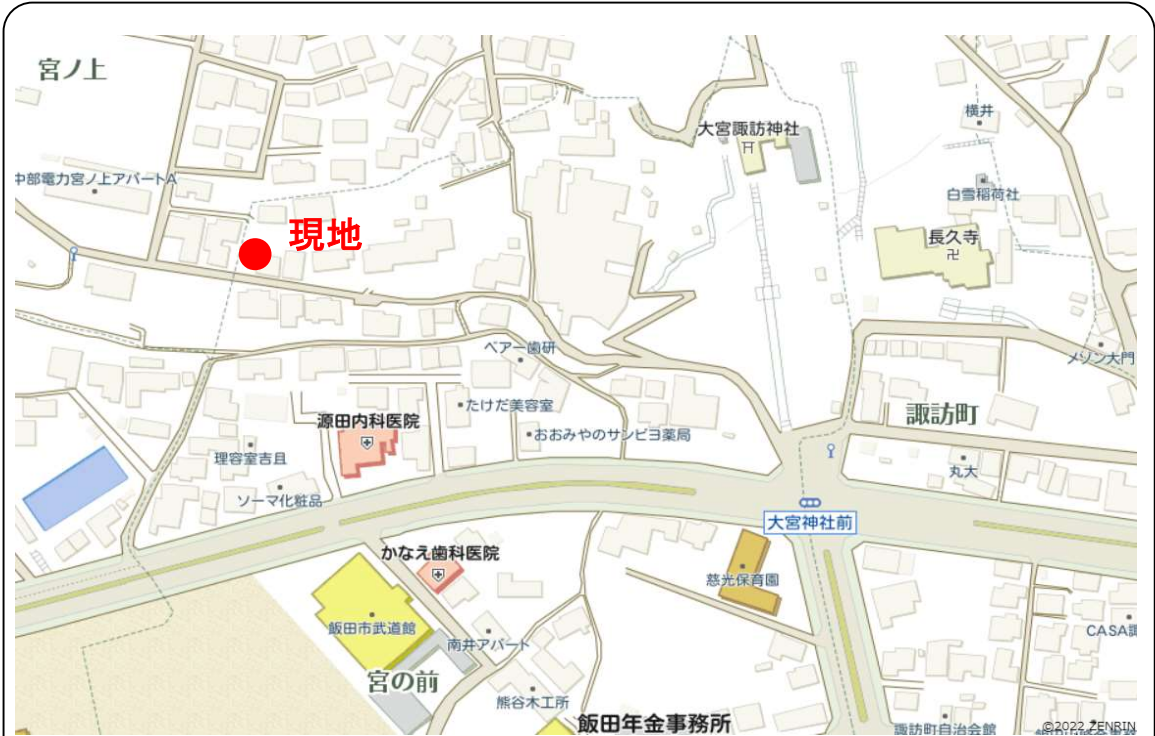 宮ノ上
大宮諏訪神社
横井
中部電力宮ノ上アパートA
白雪稲荷社
現地
長久寺
ベアー歯研
メゾン大門
たけだ美容室
諏訪町
源田内科医院
おおみやのサンピヨ薬局
理容室吉且
丸大
ソーマ化粧品
大宮神社前
かなえ歯科医院
慈光保育園
飯田市武道館
CASA諏
南井アパート
宮の前
熊谷木工所
飯田年金事務所
諏訪町自治会館
©2022 ZENRIN